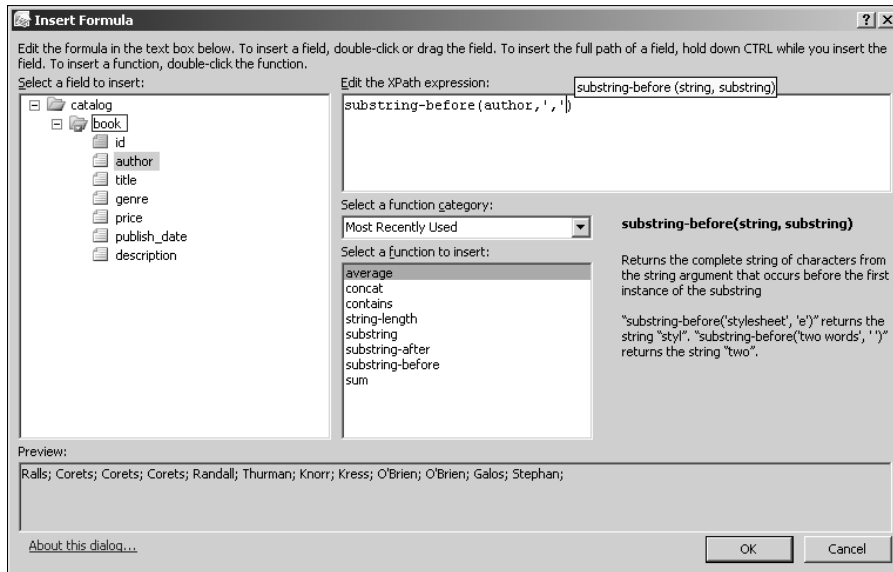 Insert Formula
Edit the formula in the text box below. To insert a field, double-click or drag the field. To insert the full path of a field, hold down CTRL while you insert the
field. To insert a function, double-click the function.
Select a field to insert:
catalog
book
id
author
title
genre
price
publish_date
description
Edit the XPath expression:
substring-before (string, substring)
substring-before(author,',')
Select a function category:
Most Recently Used
Select a function to insert:
average
concat
contains
string-length
substring
substring-after
substring-before
sum
substring-before(string, substring)
Returns the complete string of characters from
the string argument that occurs before the first
instance of the substring
“substring-before('stylesheet', 'e')” returns the
string “styl”. “substring-before('two words', ' ')”
returns the string “two”.
Preview:
Ralls; Corets; Corets; Corets; Randall; Thurman; Knorr; Kress; O'Brien; O'Brien; Galos; Stephan;
About this dialog...
OK
Cancel